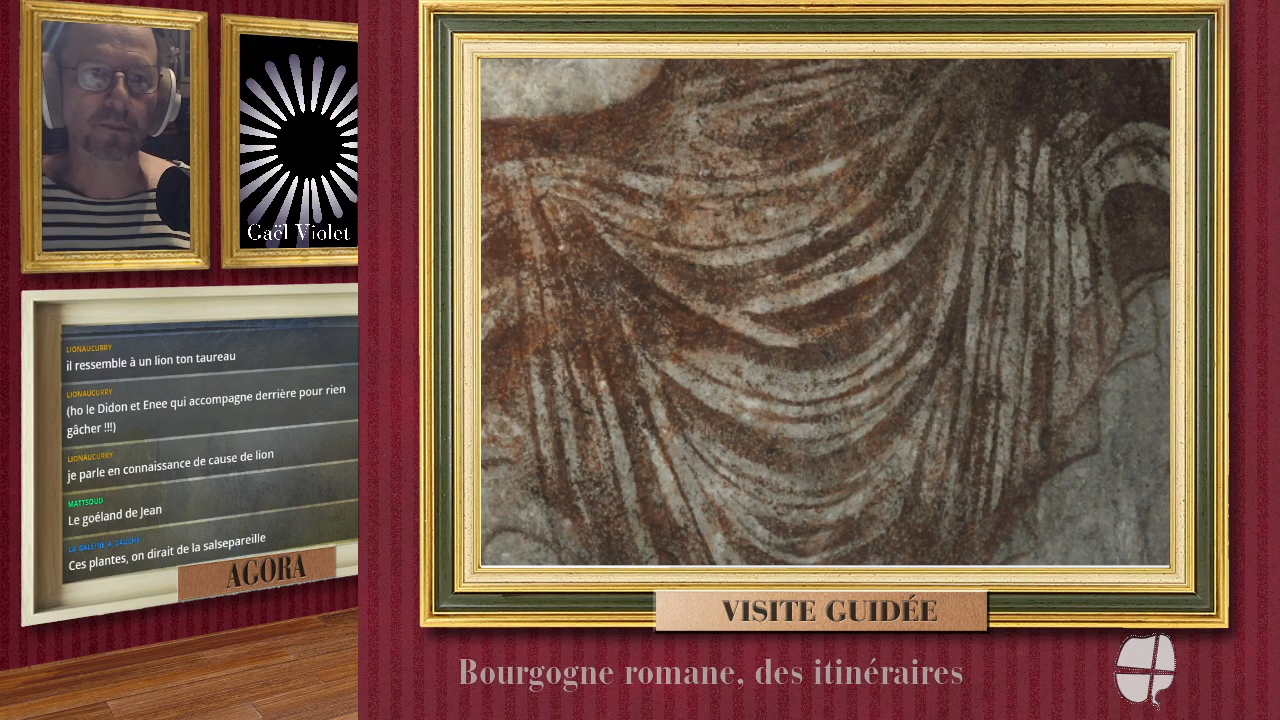 Gaël Violet
LIONAUCURRY
il ressemble à un lion ton taureau
LIONAUCURRY
(ho le Didon et Enee qui accompagne derrière pour rien
gâcher !!!)
LIONAUCURRY
je parle en connaissance de cause de lion
MATTSOUD
Le goéland de Jean
LA BALEINE A GAUCHE
Ces plantes, on dirait de la salsepareille
AGORA
VISITE GUIDÉE
Bourgogne romane, des itinéraires